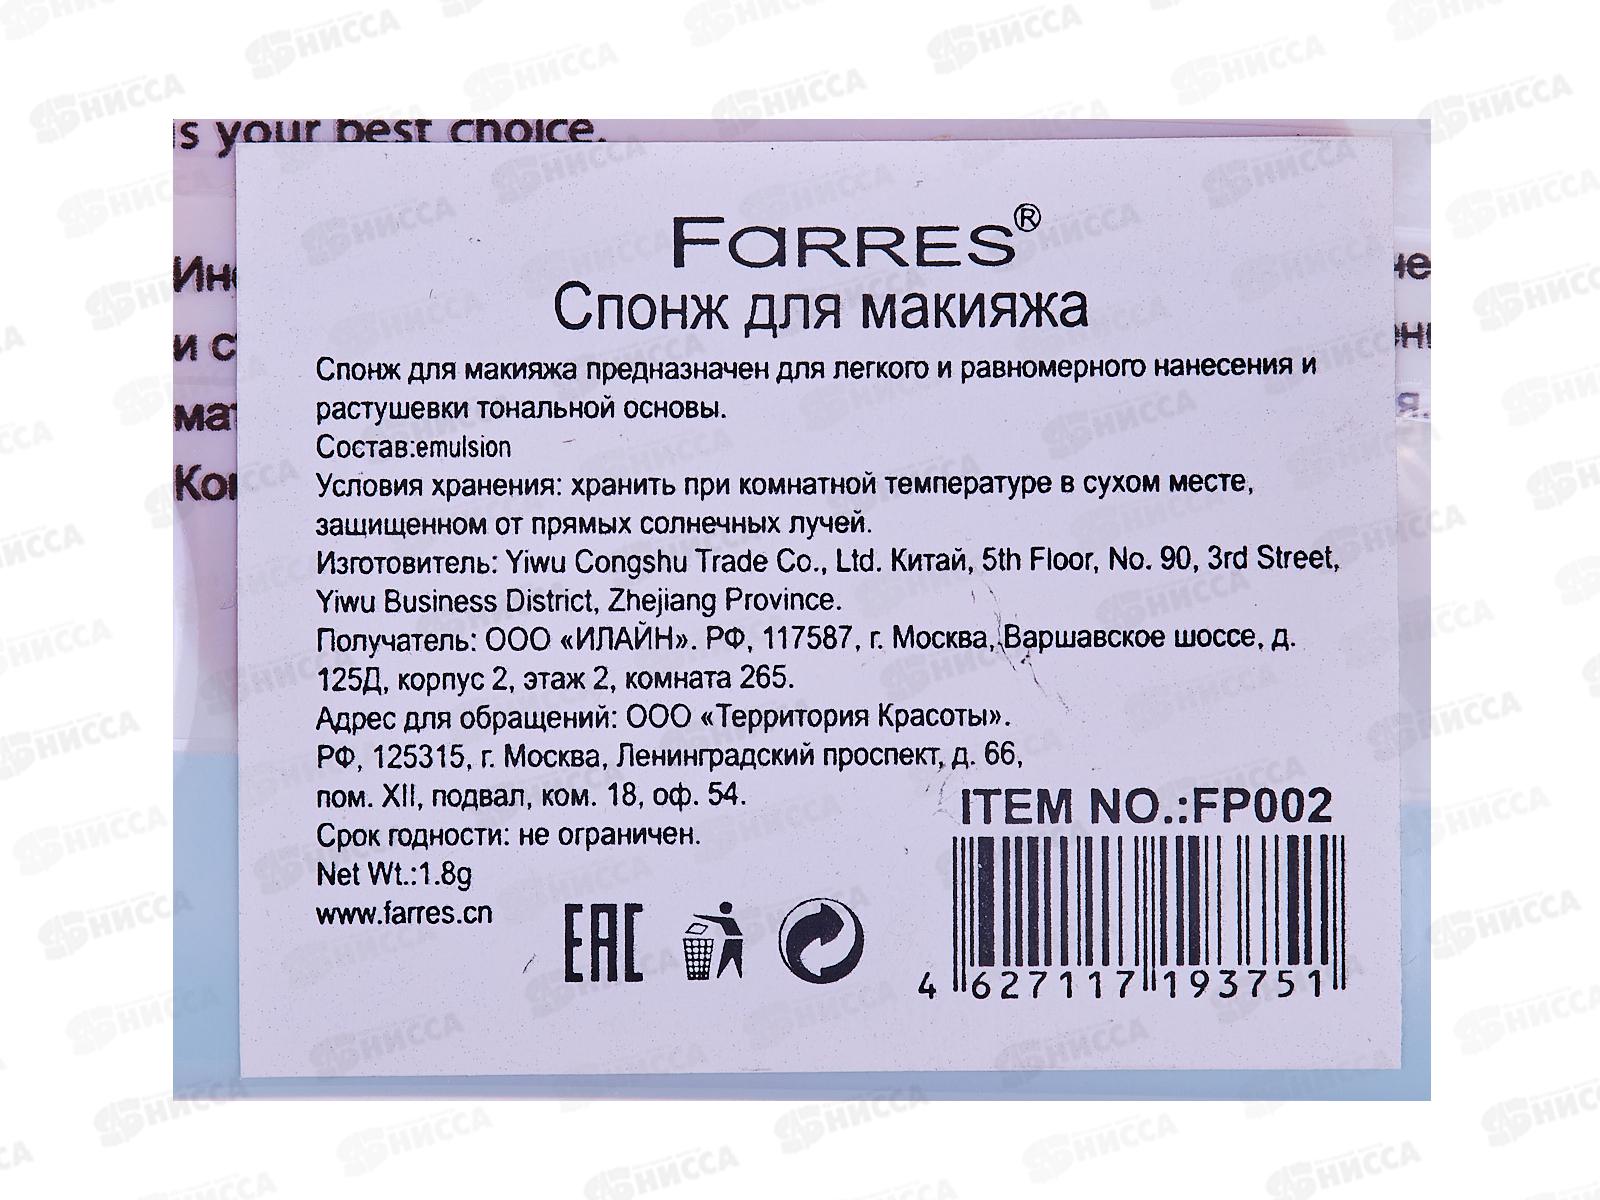 s your best choice.
FARRES®
Спонж для макияжа
Спонж для макияжа предназначен для легкого и равномерного нанесения и
растушевки тональной основы.
Состав:emulsion
Условия хранения: хранить при комнатной температуре в сухом месте,
защищенном от прямых солнечных лучей.
Изготовитель: Yiwu Congshu Trade Co., Ltd. Китай, 5th Floor, No. 90, 3rd Street,
Yiwu Business District, Zhejiang Province.
Получатель: ООО «ИЛАЙН». РФ, 117587, г. Москва, Варшавское шоссе, д.
125Д, корпус 2, этаж 2, комната 265.
Адрес для обращений: ООО «Территория Красоты».
РФ, 125315, г. Москва, Ленинградский проспект, д. 66,
пом. XII, подвал, ком. 18, оф. 54.
Срок годности: не ограничен.
Net Wt.:1.8g
www.farres.cn
EAC
ITEM NO.:FP002
4 627117 193751